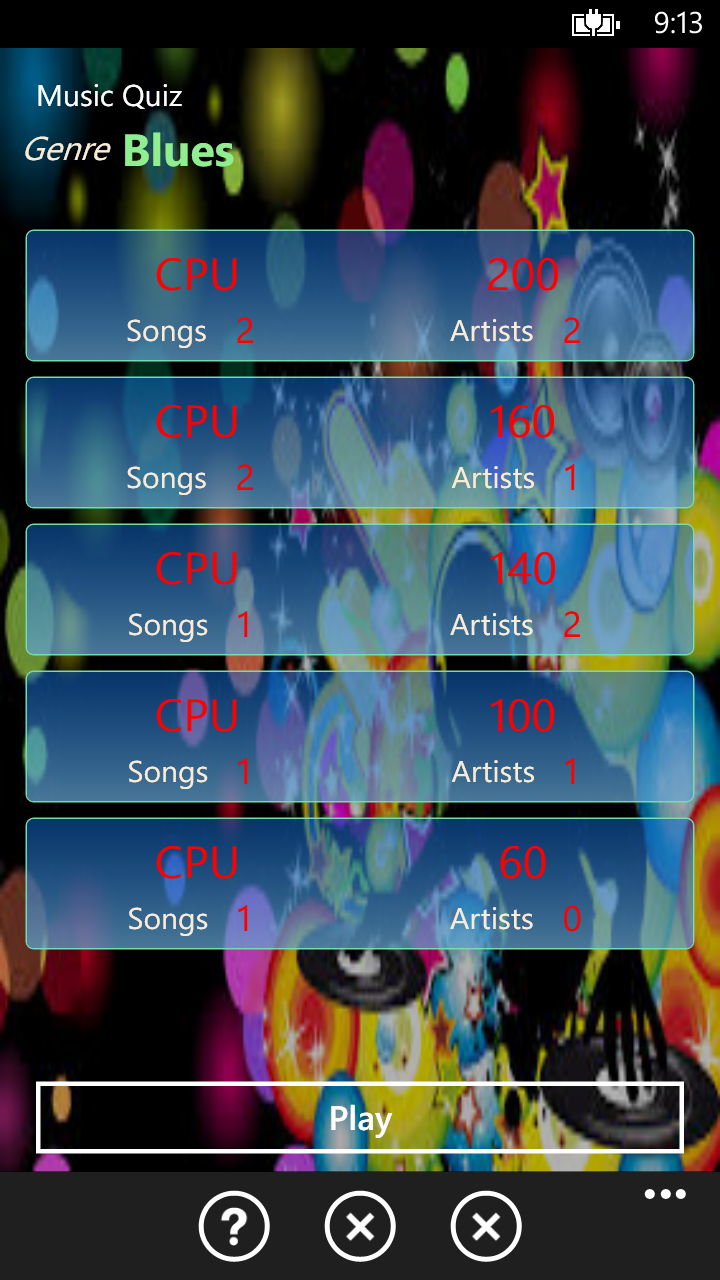 9:13
Music Quiz
Genre Blues
CPU 200
Songs 2 Artists 2
CPU 160
Songs 2 Artists 1
CPU 140
Songs 1 Artists 2
CPU 100
Songs 1 Artists 1
CPU 60
Songs 1 Artists 0
Play
?